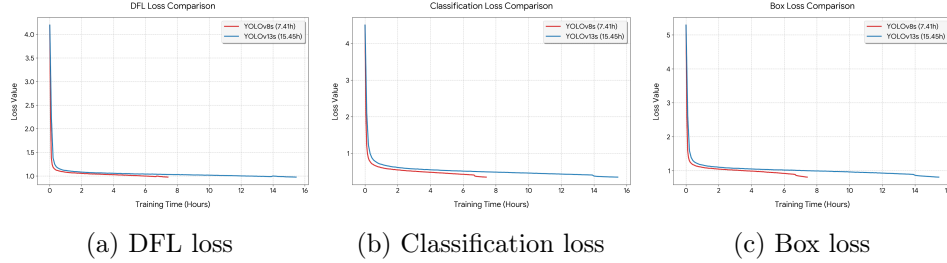 DFL Loss Comparison
YOLOv8s (7.41h)
YOLOv13s (15.45h)
4.0
3.5
3.0
2.5
2.0
1.5
1.0
Loss Value
0 2 4 6 8 10 12 14 16
Training Time (Hours)
(a) DFL loss
Classification Loss Comparison
YOLOv8s (7.41h)
YOLOv13s (15.45h)
4
3
2
1
Loss Value
0 2 4 6 8 10 12 14 16
Training Time (Hours)
(b) Classification loss
Box Loss Comparison
YOLOv8s (7.41h)
YOLOv13s (15.45h)
5
4
3
2
1
Loss Value
0 2 4 6 8 10 12 14
Training Time (Hours)
(c) Box loss